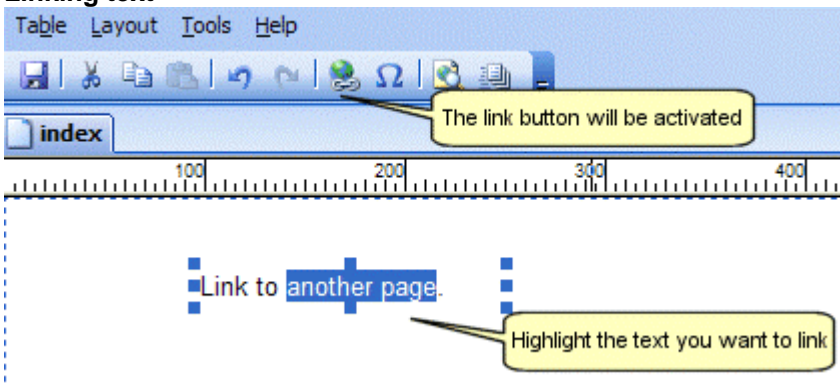 Linking text
Table Layout Tools Help
The link button will be activated
index
100 200 300 400
Link to another page.
Highlight the text you want to link